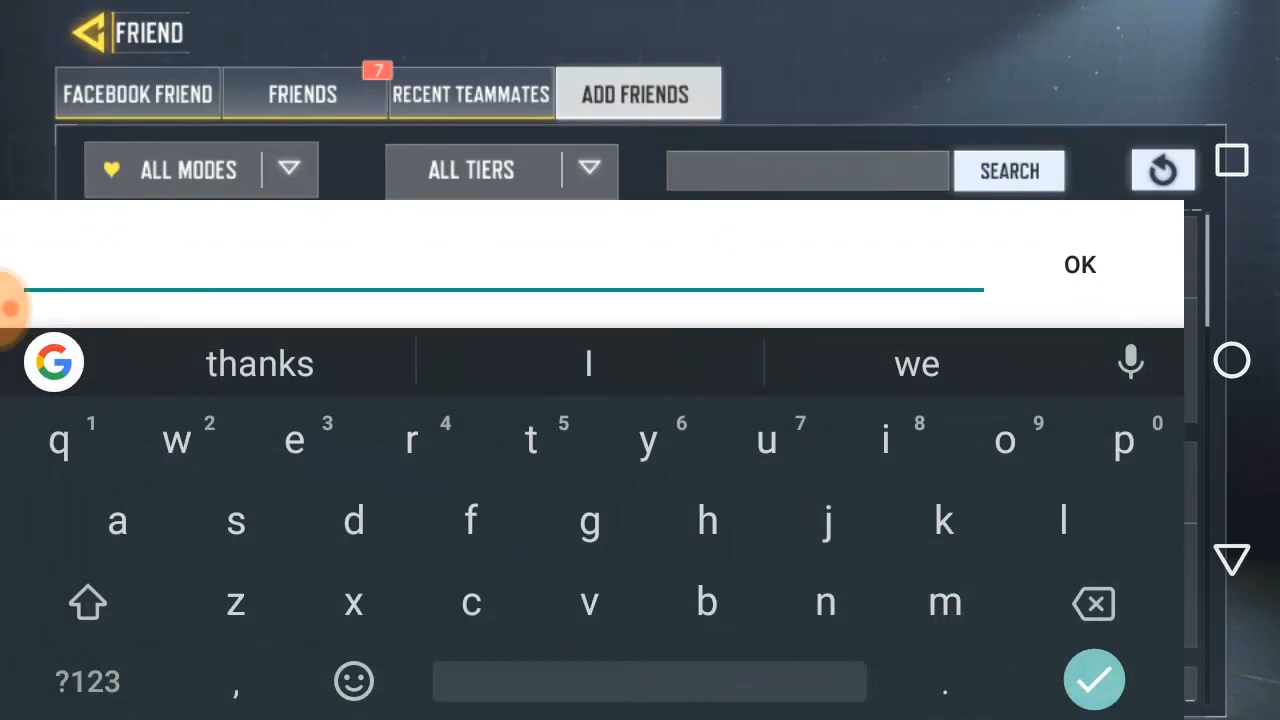 FRIEND
FACEBOOK FRIEND FRIENDS 7 RECENT TEAMMATES ADD FRIENDS
ALL MODES ALL TIERS SEARCH
OK
G thanks I we
q 1 w 2 e 3 r 4 t 5 y 6 u 7 i 8 o 9 p 0
a s d f g h j k l
z x c v b n m
?123 , .